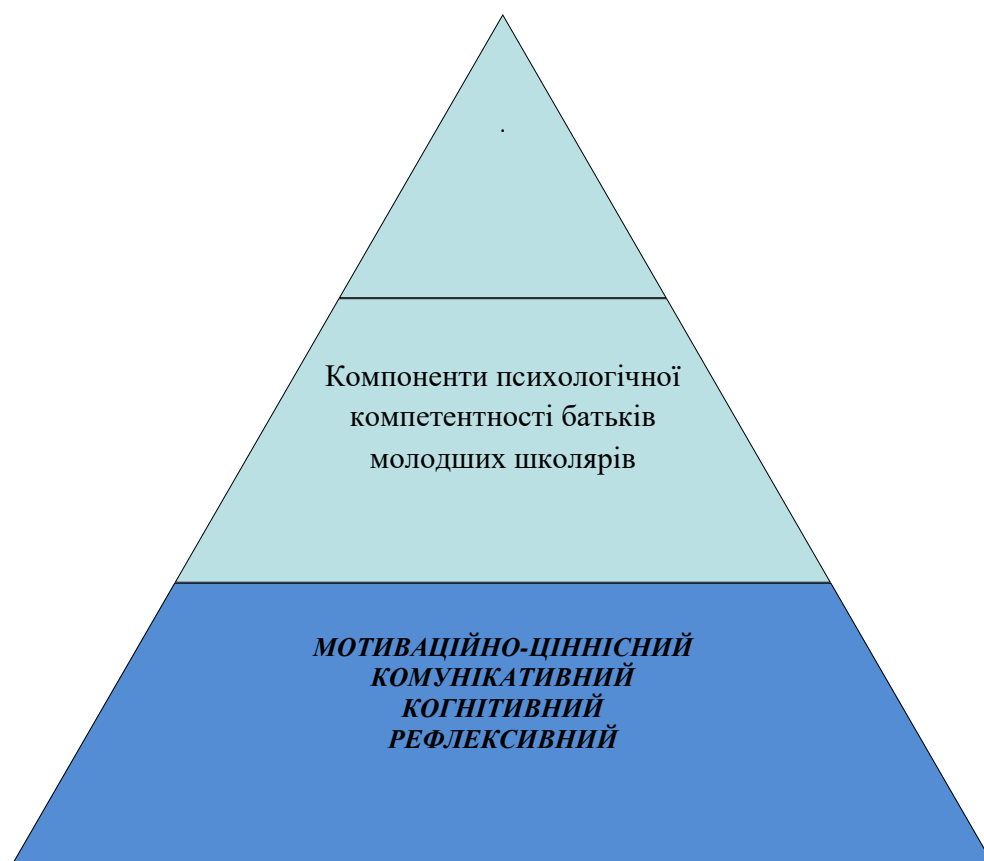 .
Компоненти психологічної
компетентності батьків
молодших школярів
МОТИВАЦІЙНО-ЦІННІСНИЙ
КОМУНІКАТИВНИЙ
КОГНІТИВНИЙ
РЕФЛЕКСИВНИЙ